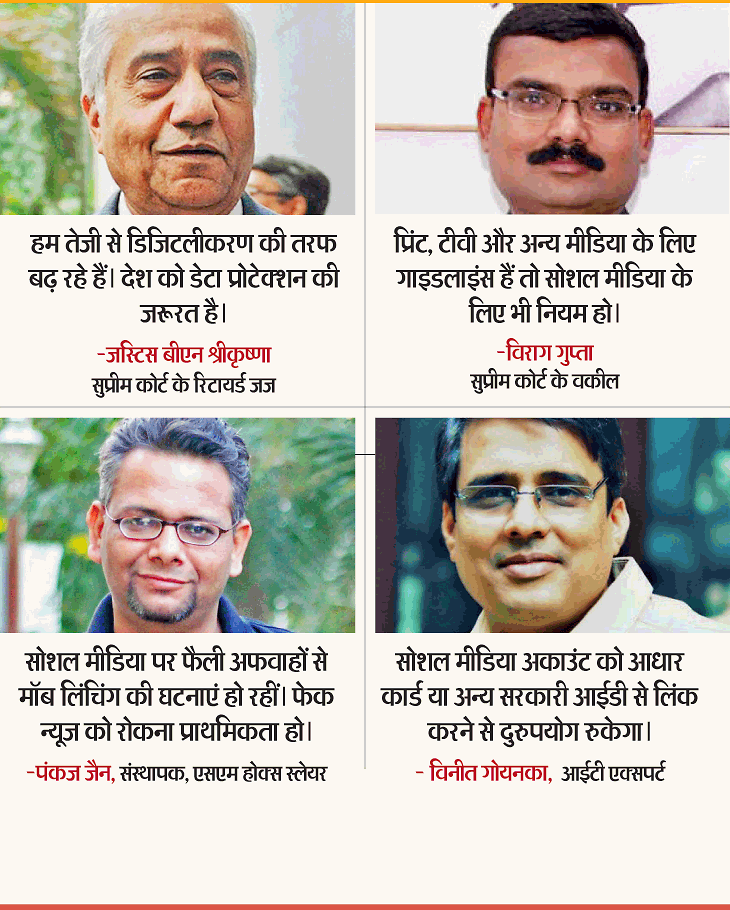 हम तेजी से डिजिटलीकरण की तरफ
बढ़ रहे हैं। देश को डेटा प्रोटेक्शन की
जरूरत है।
-जस्टिस बीएन श्रीकृष्णा
सुप्रीम कोर्ट के रिटायर्ड जज
प्रिंट, टीवी और अन्य मीडिया के लिए
गाइडलाइंस हैं तो सोशल मीडिया के
लिए भी नियम हो।
-विराग गुप्ता
सुप्रीम कोर्ट के वकील
सोशल मीडिया पर फैली अफवाहों से
मॉब लिंचिंग की घटनाएं हो रहीं। फेक
न्यूज को रोकना प्राथमिकता हो।
-पंकज जैन, संस्थापक, एसएम होक्स स्लेयर
सोशल मीडिया अकाउंट को आधार
कार्ड या अन्य सरकारी आईडी से लिंक
करने से दुरुपयोग रुकेगा।
- विनीत गोयनका, आईटी एक्सपर्ट